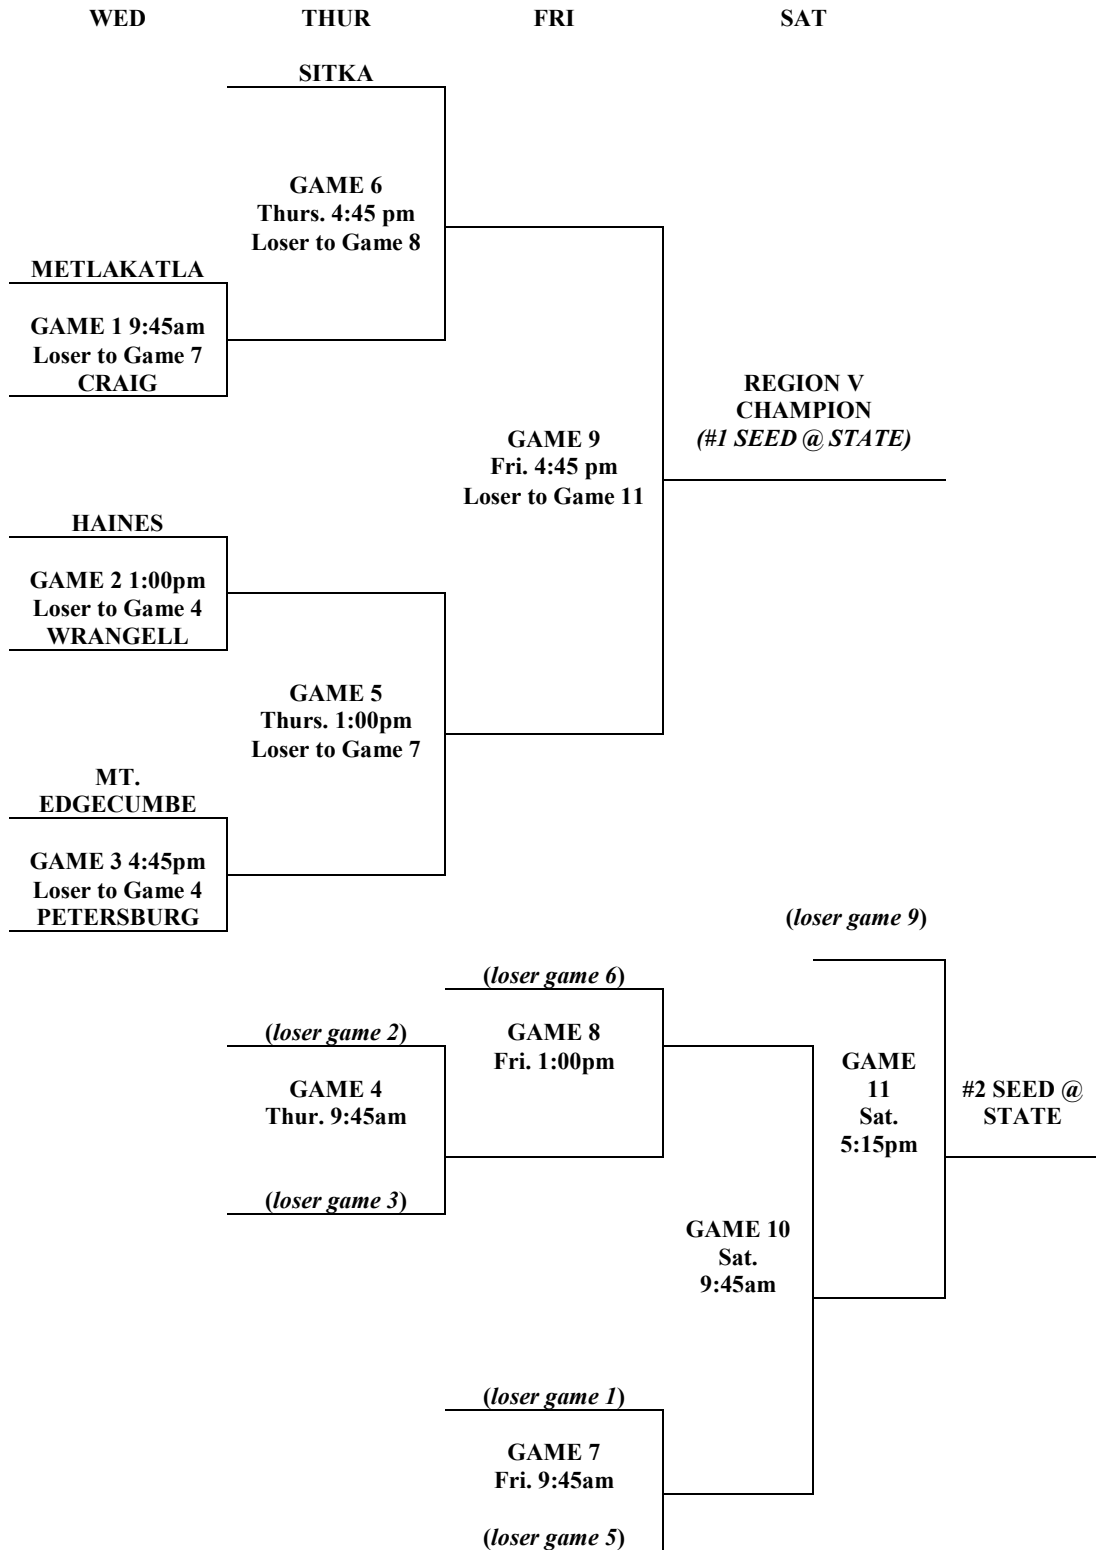 WED THUR FRI SAT
SITKA
GAME 6
Thurs. 4:45 pm
Loser to Game 8
METLAKATLA
GAME 1 9:45am
Loser to Game 7
CRAIG
REGION V
CHAMPION
(#1 SEED @ STATE)
GAME 9
Fri. 4:45 pm
Loser to Game 11
HAINES
GAME 2 1:00pm
Loser to Game 4
WRANGELL
GAME 5
Thurs. 1:00pm
Loser to Game 7
MT.
EDGECUMBE
GAME 3 4:45pm
Loser to Game 4
PETERSBURG
(loser game 9)
(loser game 6)
(loser game 2)
GAME 8
Fri. 1:00pm
GAME
11
Sat.
5:15pm
#2 SEED @
STATE
GAME 4
Thur. 9:45am
(loser game 3)
GAME 10
Sat.
9:45am
(loser game 1)
GAME 7
Fri. 9:45am
(loser game 5)